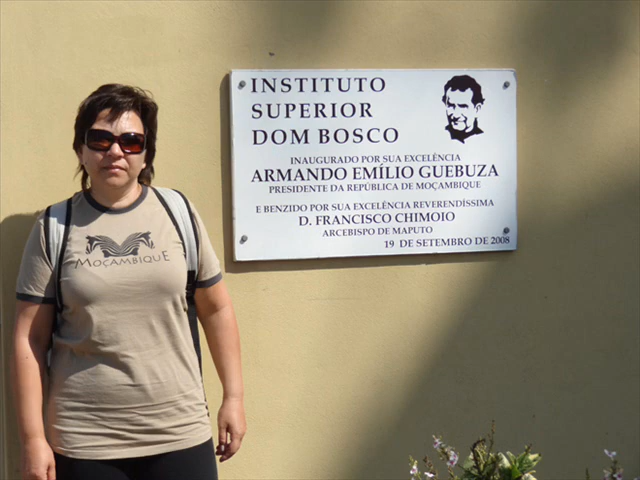 INSTITUTO
SUPERIOR
DOM BOSCO
INAUGURADO POR SUA EXCELÊNCIA
ARMANDO EMÍLIO GUEBUZA
PRESIDENTE DA REPÚBLICA DE MOÇAMBIQUE
E BENZIDO POR SUA EXCELÊNCIA REVERENDÍSSIMA
D. FRANCISCO CHIMOIO
ARCEBISPO DE MAPUTO
19 DE SETEMBRO DE 2008
MOÇAMBIQUE